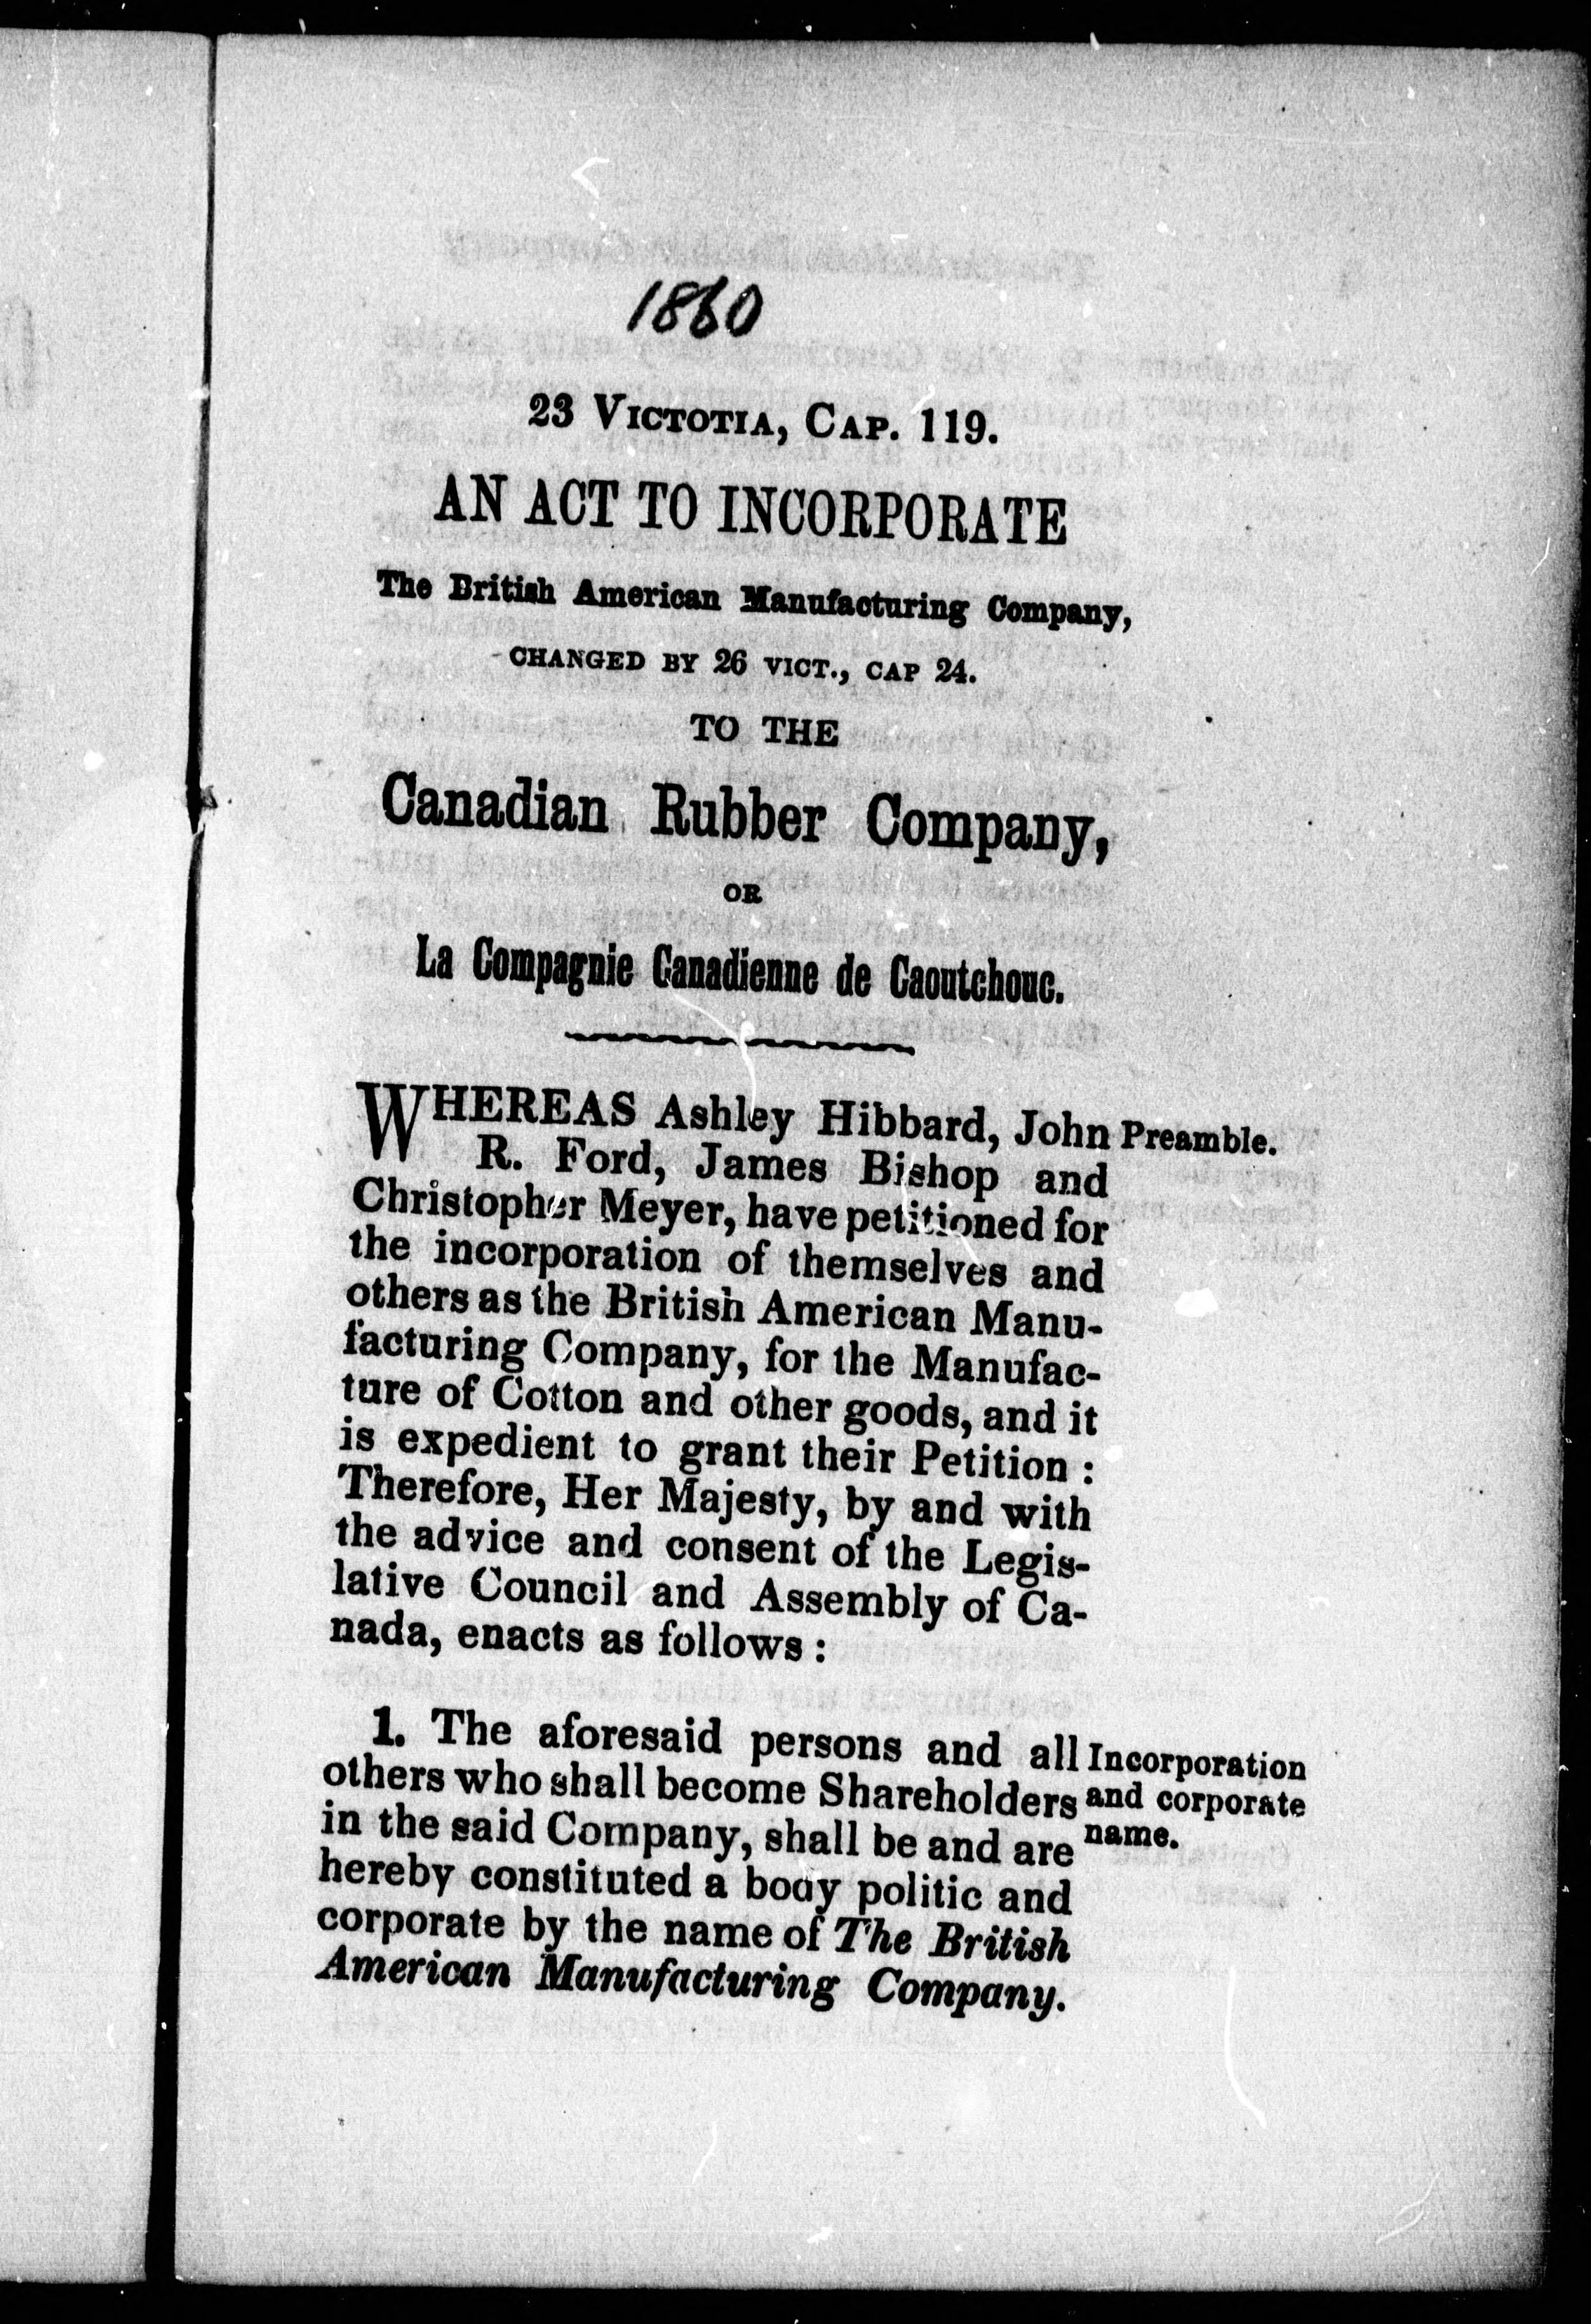 1860
23 VICTOTIA, CAP. 119.
AN ACT TO INCORPORATE
The British American Manufacturing Company,
CHANGED BY 26 VICT., CAP 24.
TO THE
Canadian Rubber Company,
OR
La Compagnie Canadienne de Caoutchouc.
WHEREAS Ashley Hibbard, John Preamble.
R. Ford, James Bishop and
Christopher Meyer, have petitioned for
the incorporation of themselves and
others as the British American Manu-
facturing Company, for the Manufac-
ture of Cotton and other goods, and it
is expedient to grant their Petition :
Therefore, Her Majesty, by and with
the advice and consent of the Legis-
lative Council and Assembly of Ca-
nada, enacts as follows :
1. The aforesaid persons and all Incorporation
others who shall become Shareholders and corporate
in the said Company, shall be and are name.
hereby constituted a body politic and
corporate by the name of The British
American Manufacturing Company.